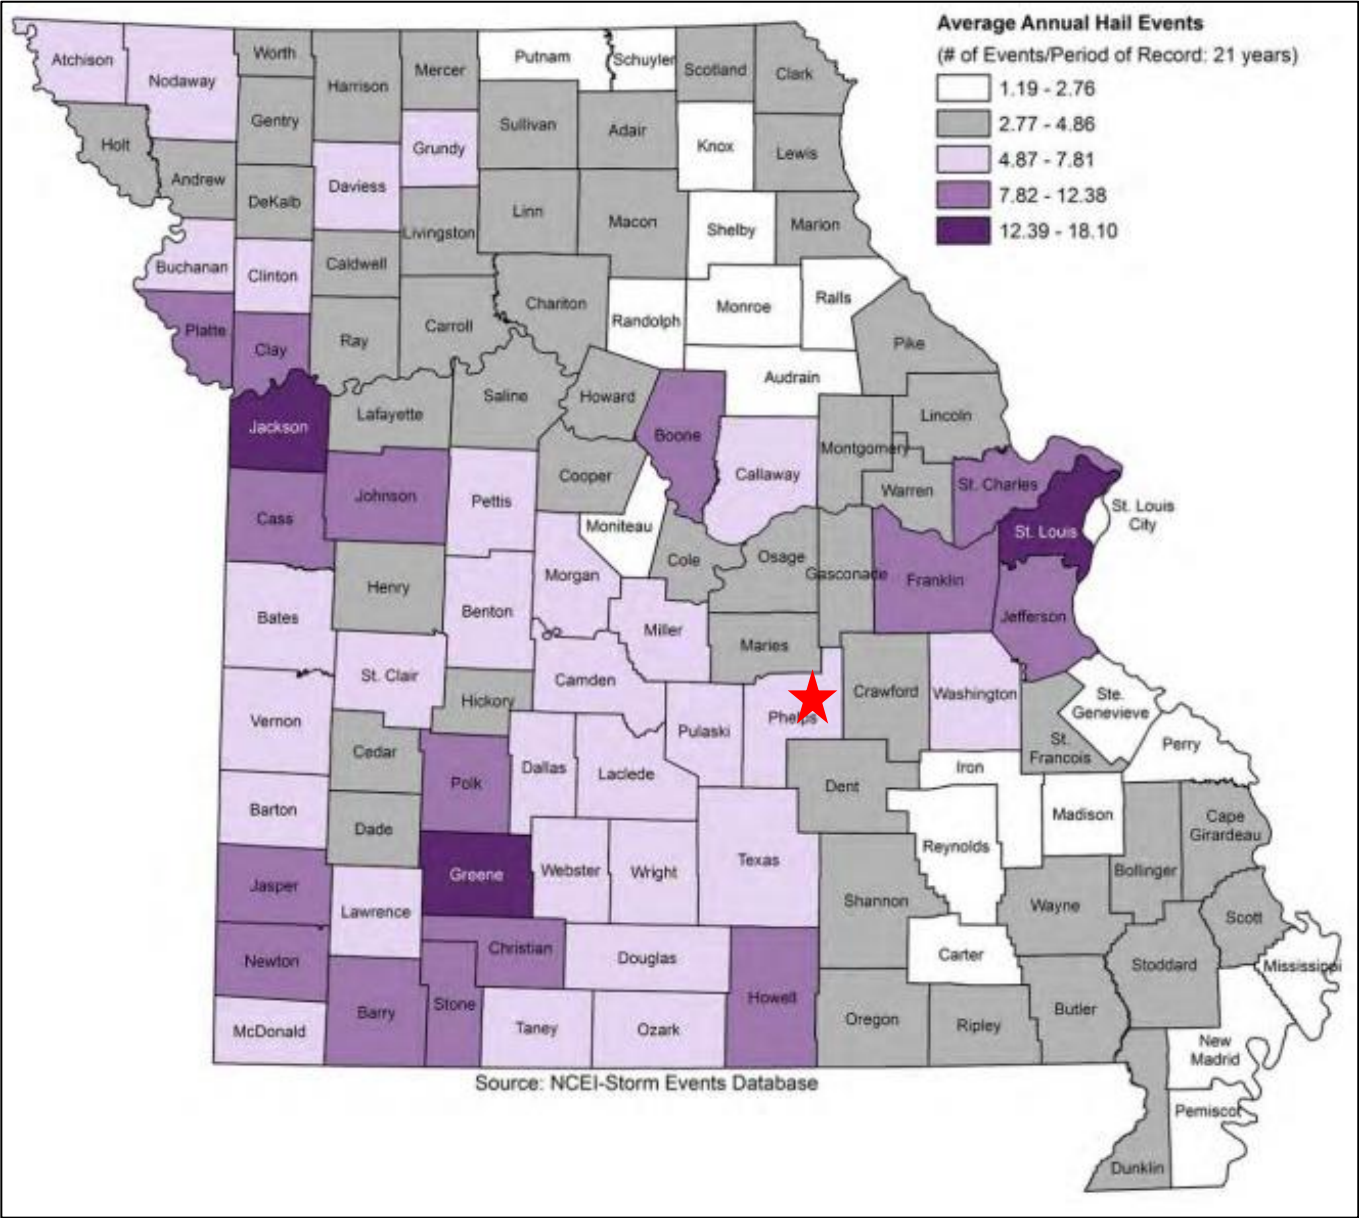 Average Annual Hail Events
(# of Events/Period of Record: 21 years)
1.19 - 2.76
2.77 - 4.86
4.87 - 7.81
7.82 - 12.38
12.39 - 18.10
Atchison
Nodaway
Worth
Harrison
Mercer
Putnam
Schuyler
Scotland
Clark
Holt
Gentry
Grundy
Sullivan
Adair
Knox
Lewis
Andrew
DeKalb
Daviess
Livingston
Linn
Macon
Shelby
Marion
Buchanan
Clinton
Caldwell
Chariton
Randolph
Monroe
Ralls
Platte
Clay
Ray
Carroll
Pike
Audrain
Jackson
Lafayette
Saline
Howard
Boone
Callaway
Montgomery
Lincoln
Cooper
Warren
St. Charles
Cass
Johnson
Pettis
Moniteau
St. Louis
St. Louis
City
Cole
Osage
Gasconade
Franklin
Jefferson
Bates
Henry
Benton
Morgan
Miller
Maries
St. Clair
Hickory
Camden
Pulaski
Phelps
Crawford
Washington
Ste.
Genevieve
St.
Francois
Perry
Vernon
Cedar
Polk
Dallas
Laclede
Dent
Iron
Madison
Barton
Dade
Greene
Webster
Wright
Texas
Reynolds
Bollinger
Cape
Girardeau
Jasper
Lawrence
Christian
Douglas
Shannon
Wayne
Scott
Newton
Carter
Stoddard
Mississippi
McDonald
Barry
Stone
Taney
Ozark
Howell
Oregon
Ripley
Butler
New
Madrid
Pemiscot
Dunklin
Source: NCEI-Storm Events Database